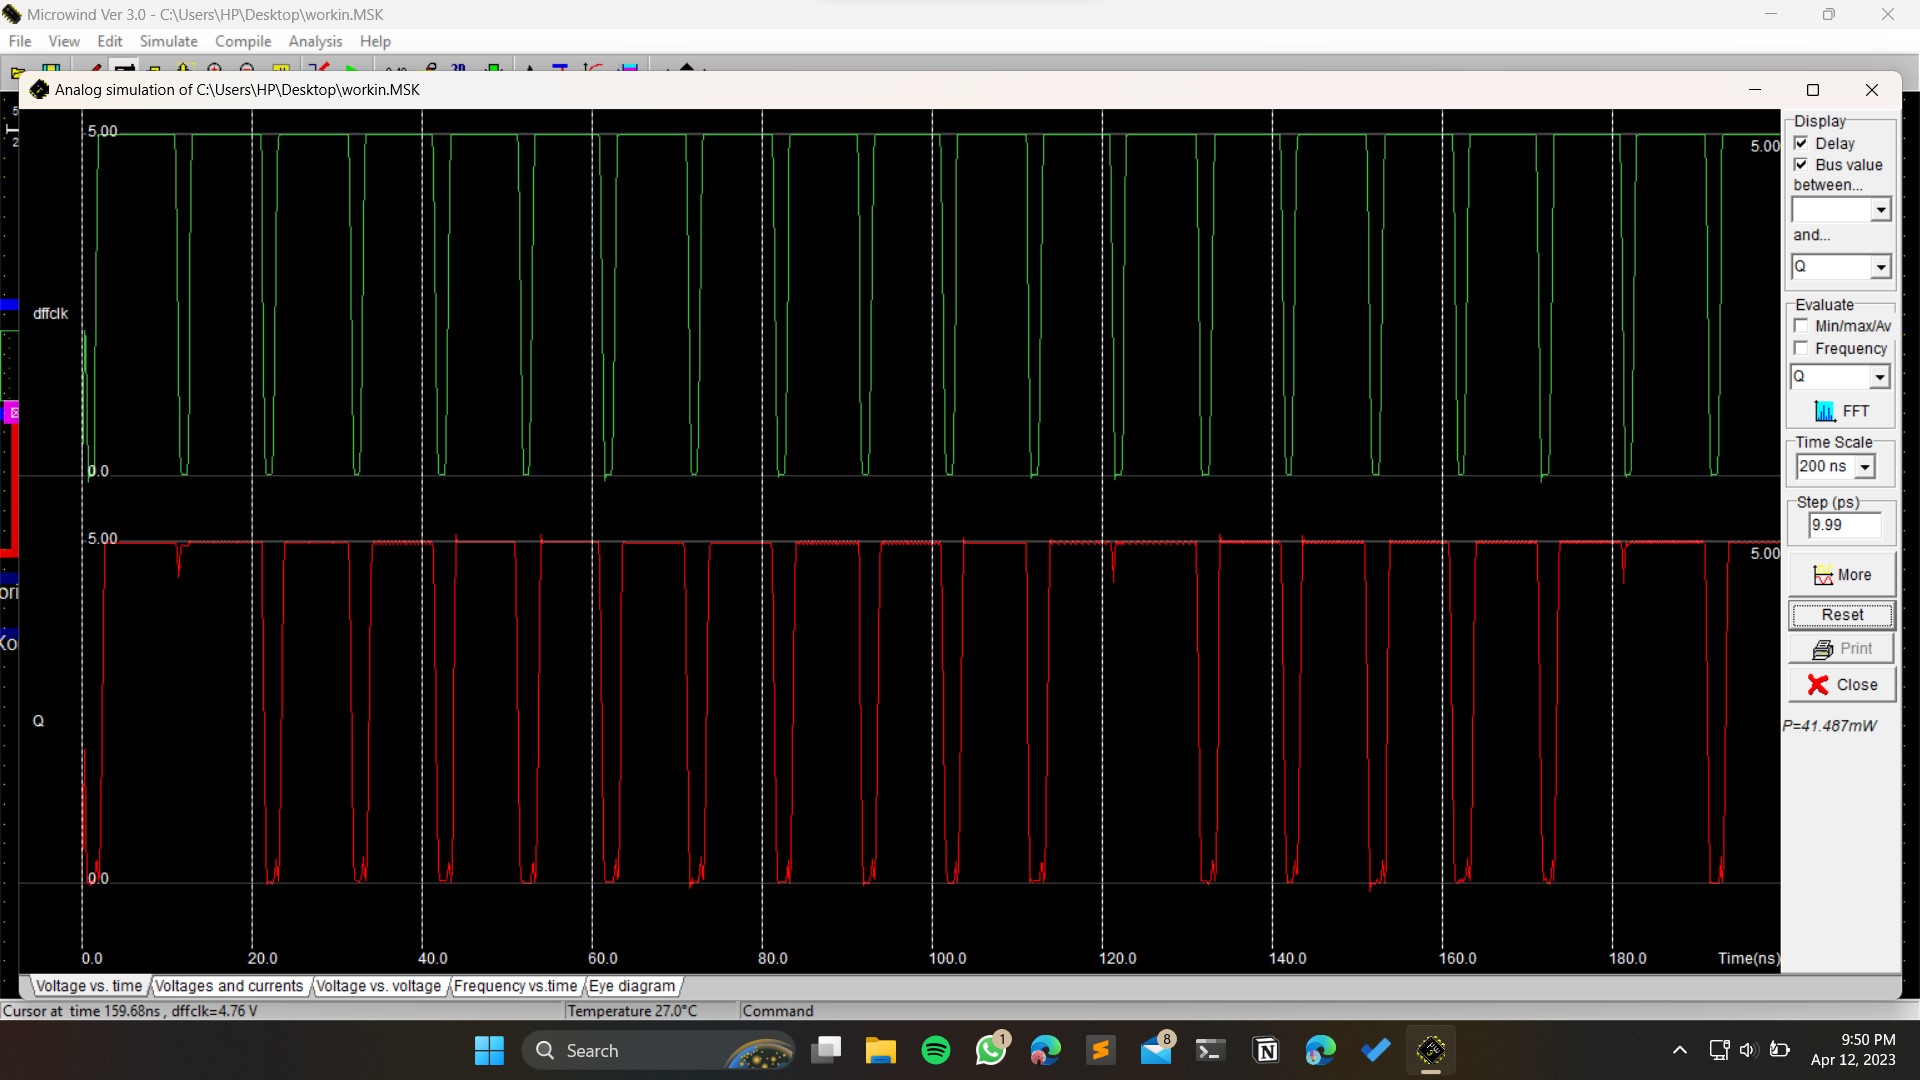 Microwind Ver 3.0 - C:\Users\HP\Desktop\workin.MSK
File View Edit Simulate Compile Analysis Help
Analog simulation of C:\Users\HP\Desktop\workin.MSK
5.00
5.00
dffclk
0.0
5.00
5.00
Q
0.0
0.0 20.0 40.0 60.0 80.0 100.0 120.0 140.0 160.0 180.0 Time(ns)
Display
Delay
Bus value
between...
and...
Q
Evaluate
Min/max/Av
Frequency
Q
FFT
Time Scale
200 ns
Step (ps)
9.99
More
Reset
Print
Close
P=41.487mW
Voltage vs. time Voltages and currents Voltage vs. voltage Frequency vs.time Eye diagram
Cursor at time 159.68ns , dffclk=4.76 V Temperature 27.0°C Command
Search
1
8
9:50 PM
Apr 12, 2023